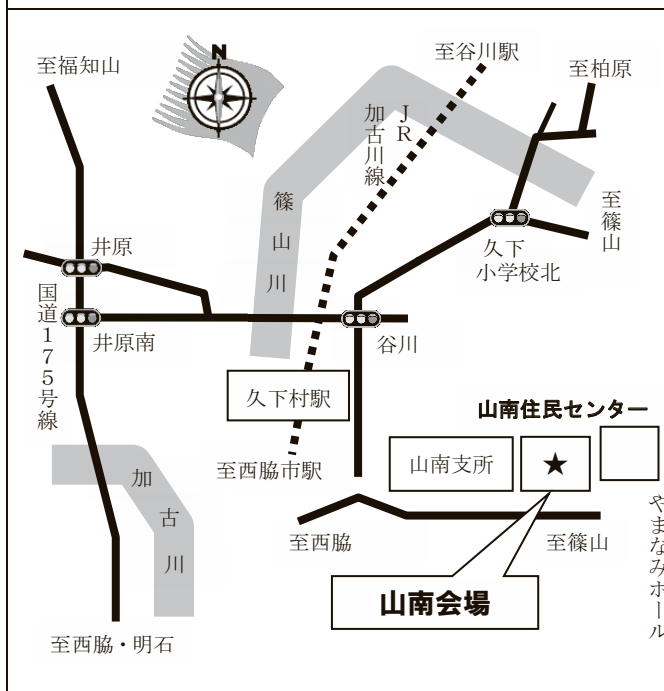 N
至福知山
至谷川駅
至柏原
JR
加古川線
篠山川
至篠山
井原
久下
小学校北
国道175号線
井原南
谷川
久下村駅
山南住民センター
山南支所
★
至西脇市駅
加古川
至西脇
至篠山
やまなみホール
山南会場
至西脇・明石